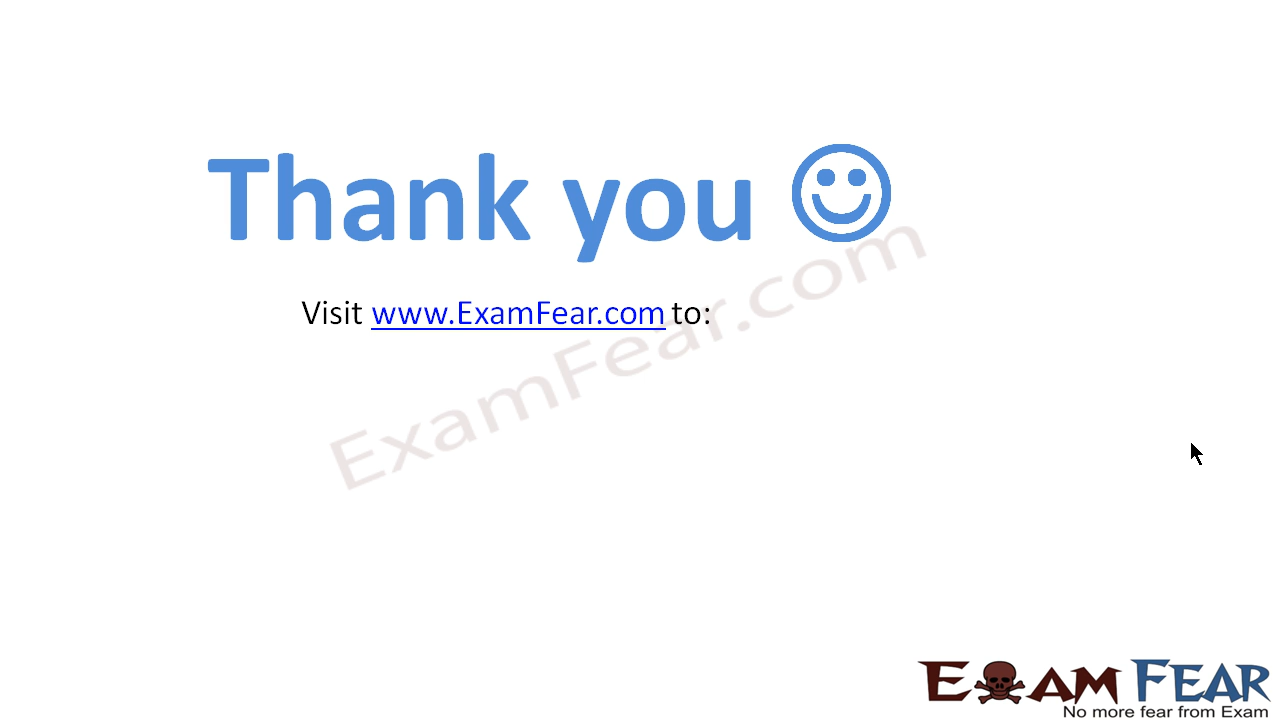 Thank you ☺
Visit www.ExamFear.com to:
ExamFear.com
EXAM FEAR
No more fear from Exam